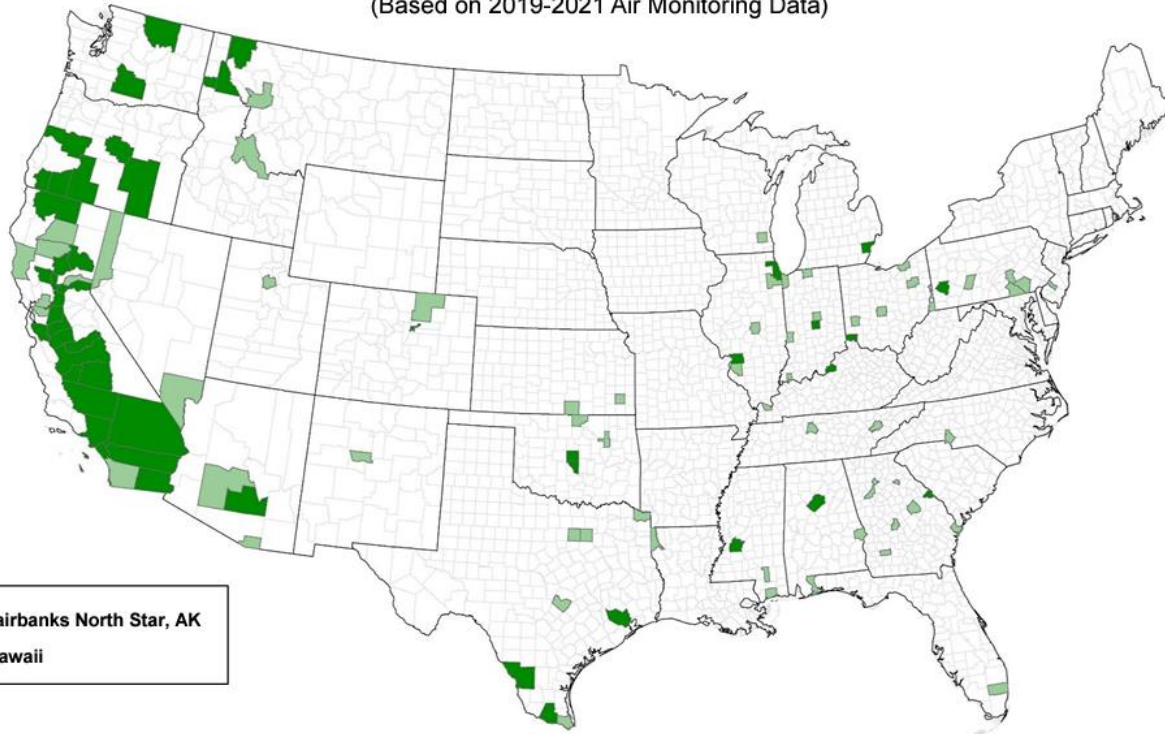 (Based on 2019-2021 Air Monitoring Data)
airbanks North Star, AK
awaii